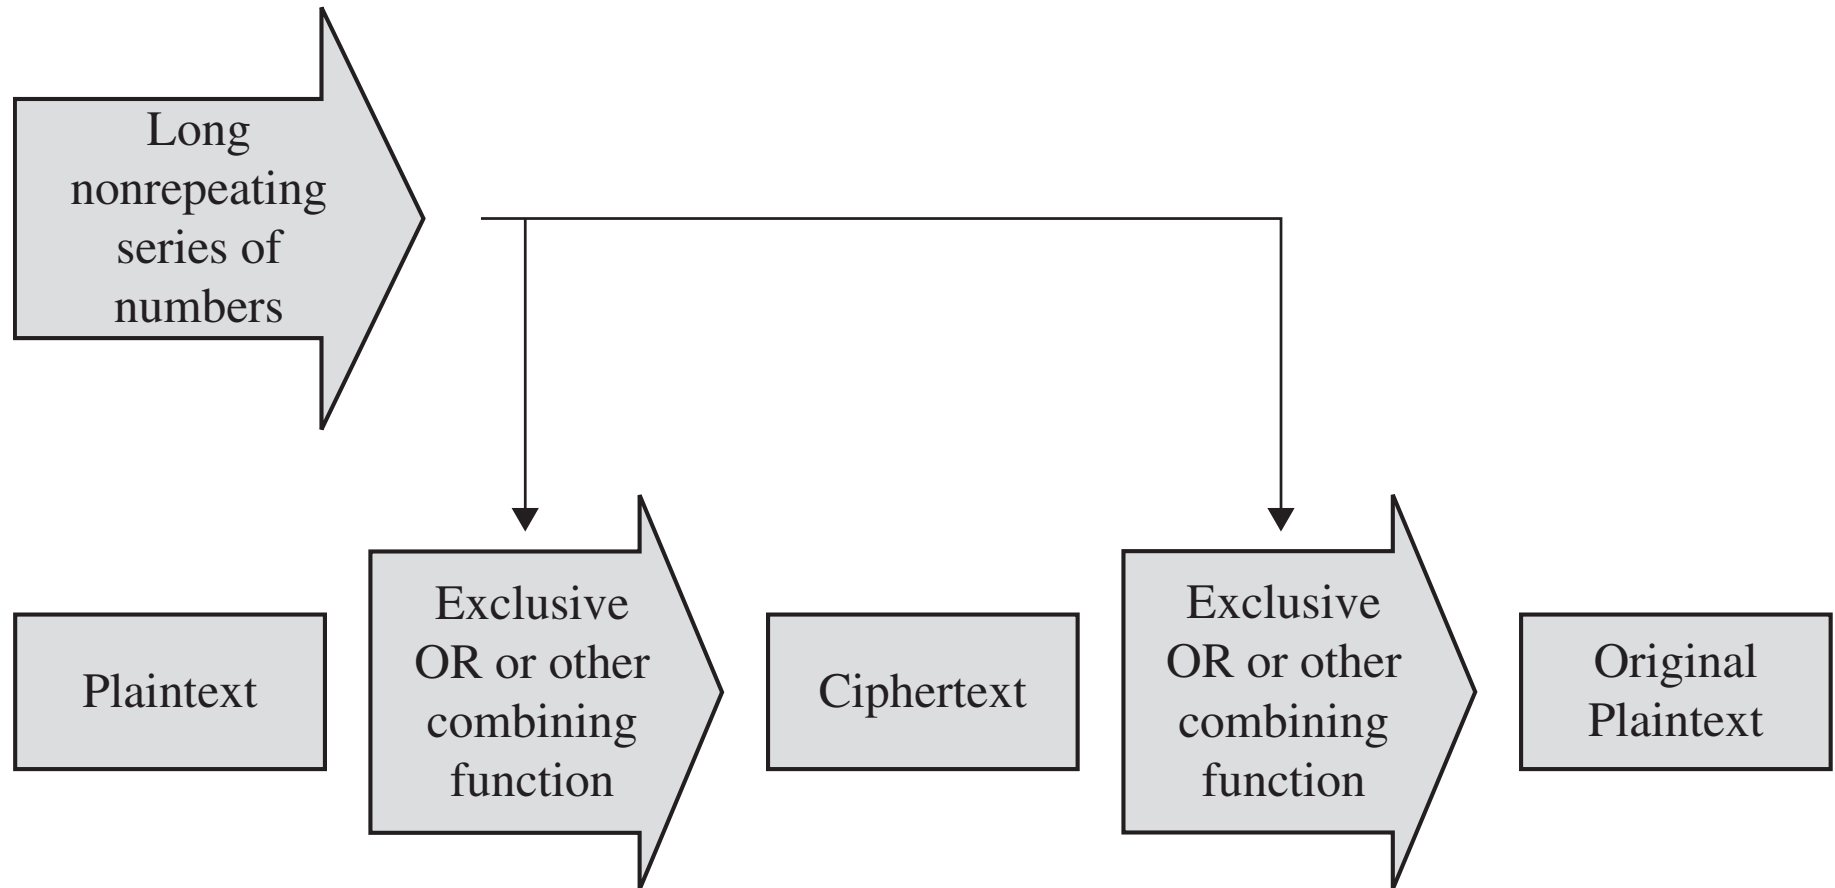 Long
nonrepeating
series of
numbers
Plaintext
Exclusive
OR or other
combining
function
Ciphertext
Exclusive
OR or other
combining
function
Original
Plaintext